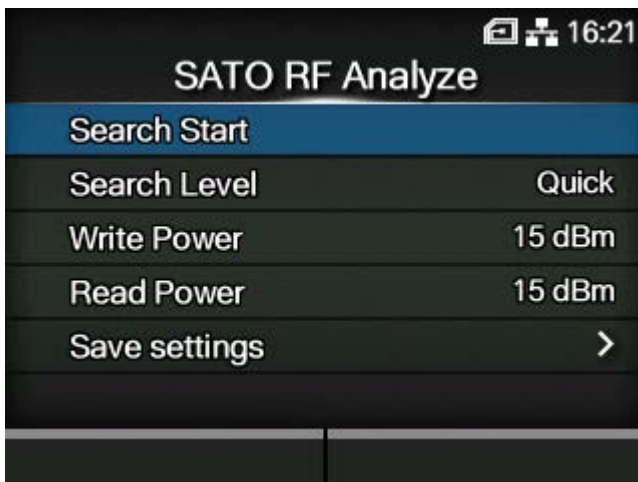 16:21
SATO RF Analyze
Search Start
Search Level Quick
Write Power 15 dBm
Read Power 15 dBm
Save settings >